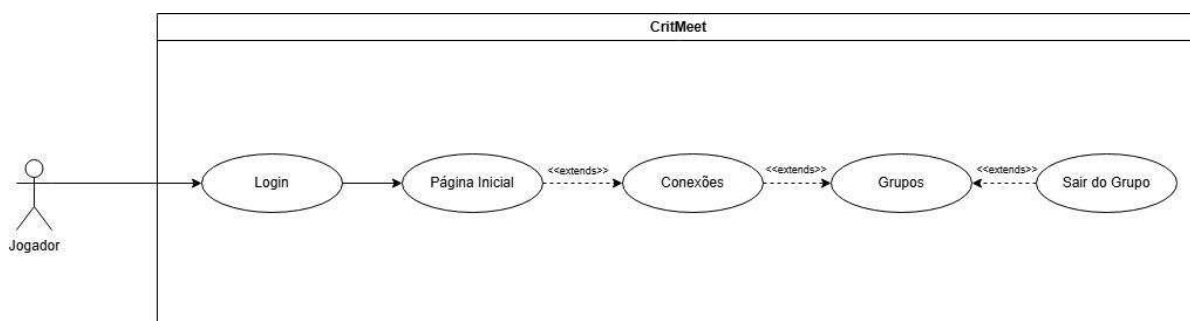 CritMeet
Login
Página Inicial
<<extends>>
Conexões
<<extends>>
Grupos
<<extends>>
Sair do Grupo
Jogador